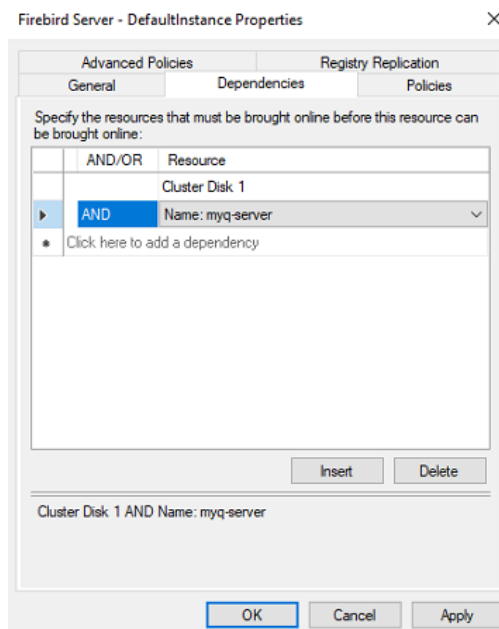 Firebird Server - DefaultInstance Properties
Advanced Policies
Registry Replication
General
Dependencies
Policies
Specify the resources that must be brought online before this resource can
be brought online:
AND/OR
Resource
Cluster Disk 1
AND
Name: myq-server
Click here to add a dependency
Insert
Delete
Cluster Disk 1 AND Name: myq-server
OK
Cancel
Apply